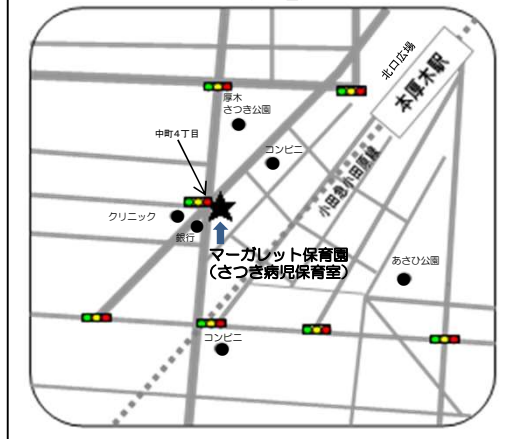 北口広場
本厚木駅
厚木
さつき公園
中町4丁目
コンビニ
小田急小田原線
クリニック
銀行
マーガレット保育園
(さつき病児保育室)
あさひ公園
コンビニ